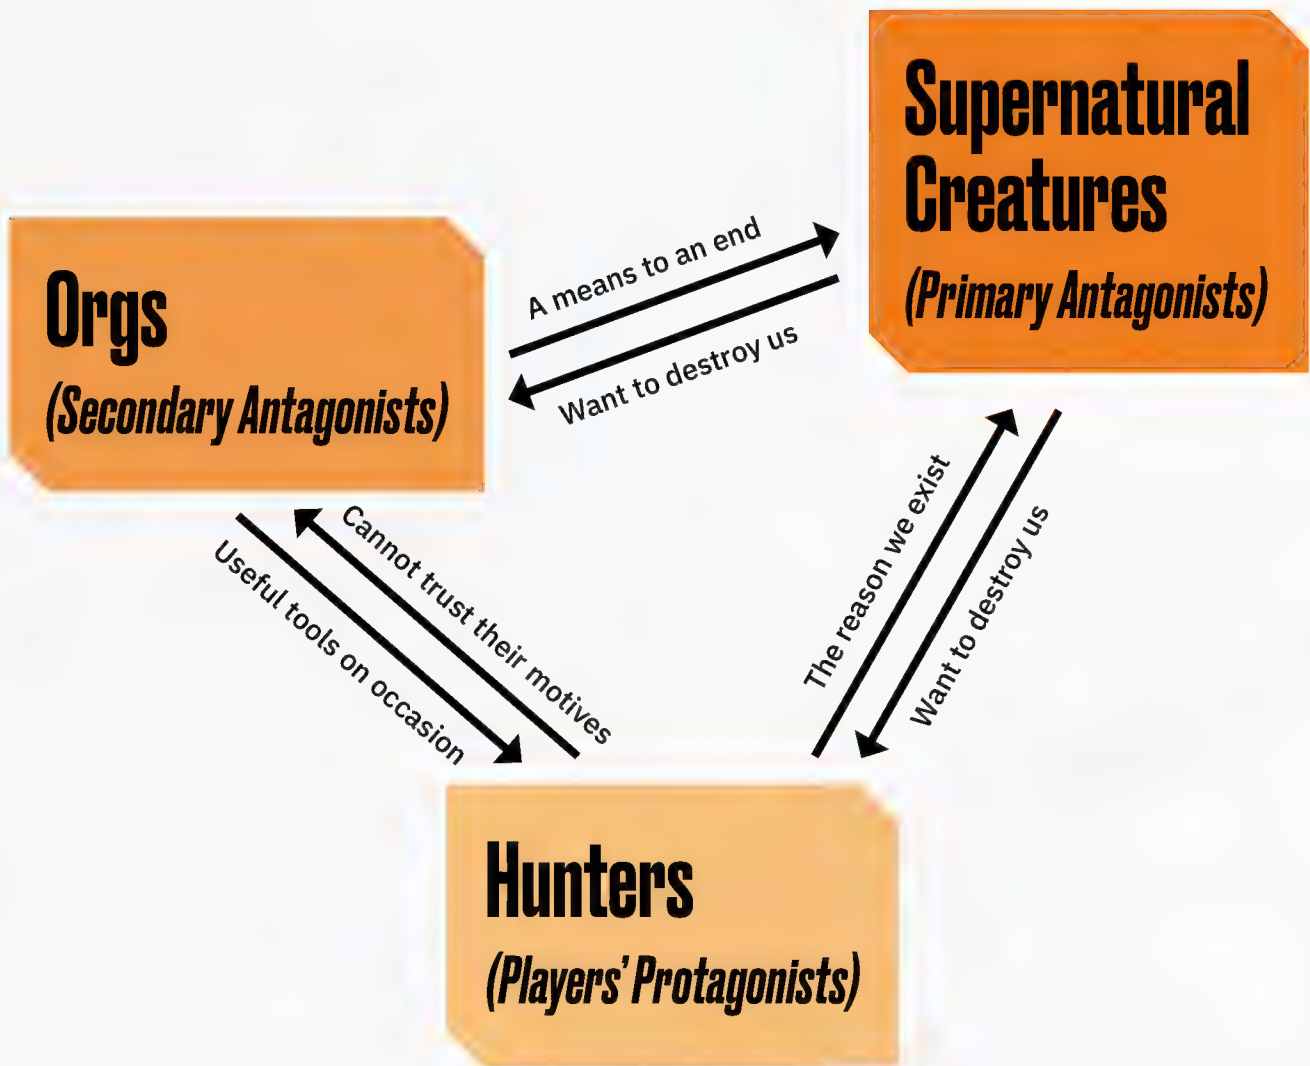 Supernatural
Creatures
(Primary Antagonists)
Orgs
(Secondary Antagonists)
A means to an end
Want to destroy us
Cannot trust their motives
Useful tools on occasion
The reason we exist
Want to destroy us
Hunters
(Players’ Protagonists)